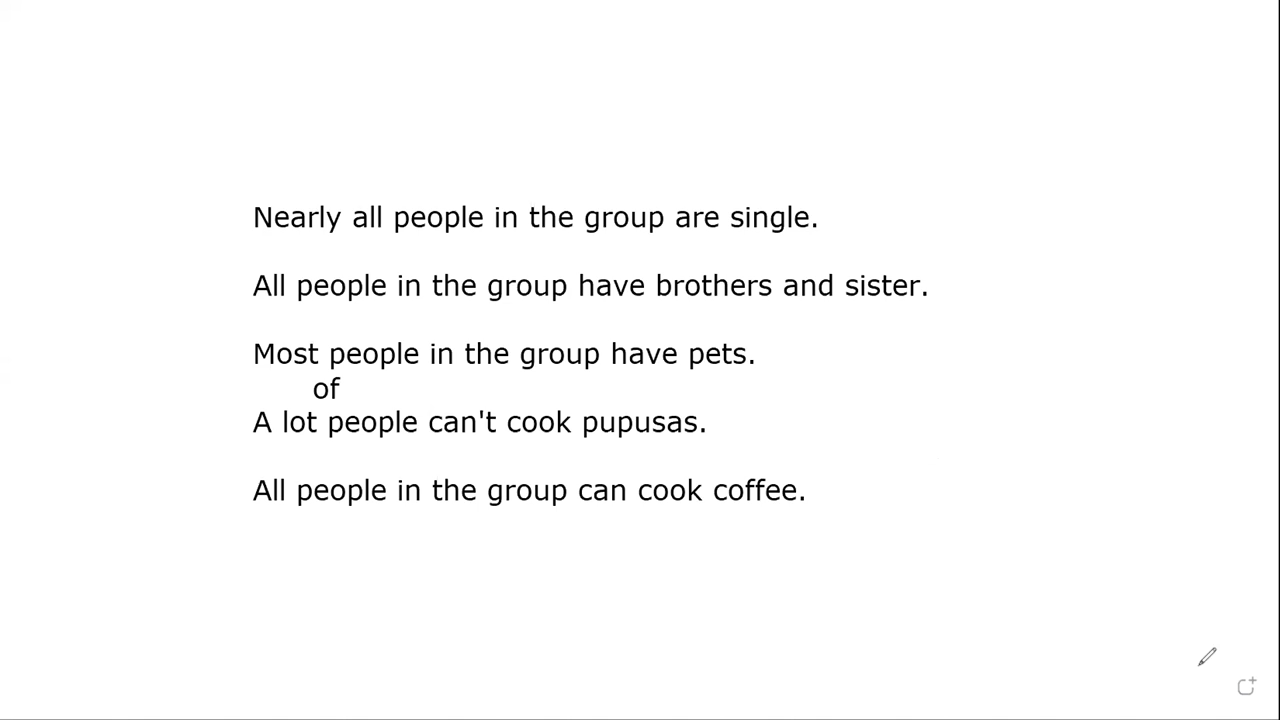 Nearly all people in the group are single.
All people in the group have brothers and sister.
Most people in the group have pets.
of
A lot people can't cook pupusas.
All people in the group can cook coffee.